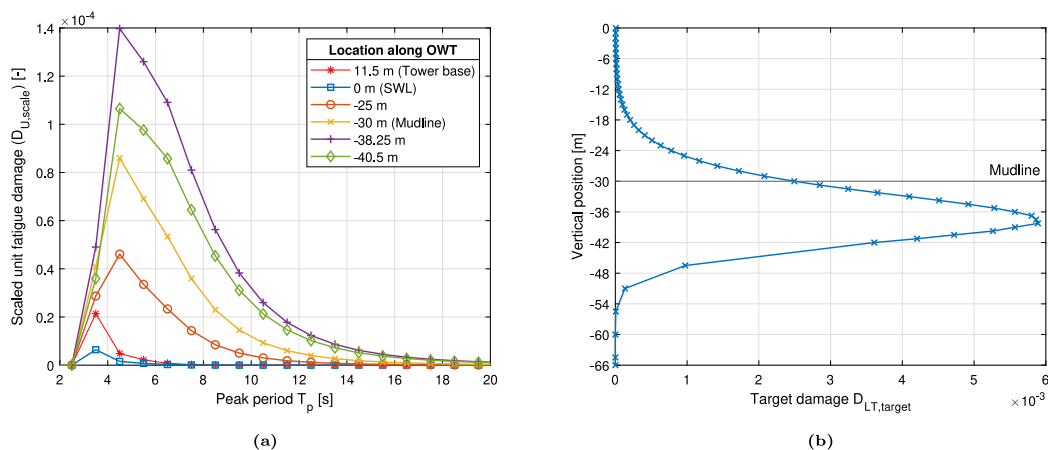 ×10⁻⁴
1.4
1.2
1
0.8
0.6
0.4
0.2
0
Scaled unit fatigue damage (D_U,scale) [-]
Location along OWT
11.5 m (Tower base)
0 m (SWL)
-25 m
-30 m (Mudline)
-38.25 m
-40.5 m
2 4 6 8 10 12 14 16 18 20
Peak period T_p [s]
(a)
0
-6
-12
-18
-24
-30
-36
-42
-48
-54
-60
-66
Vertical position [m]
Mudline
0 1 2 3 4 5 6
Target damage D_LT,target
×10⁻³
(b)